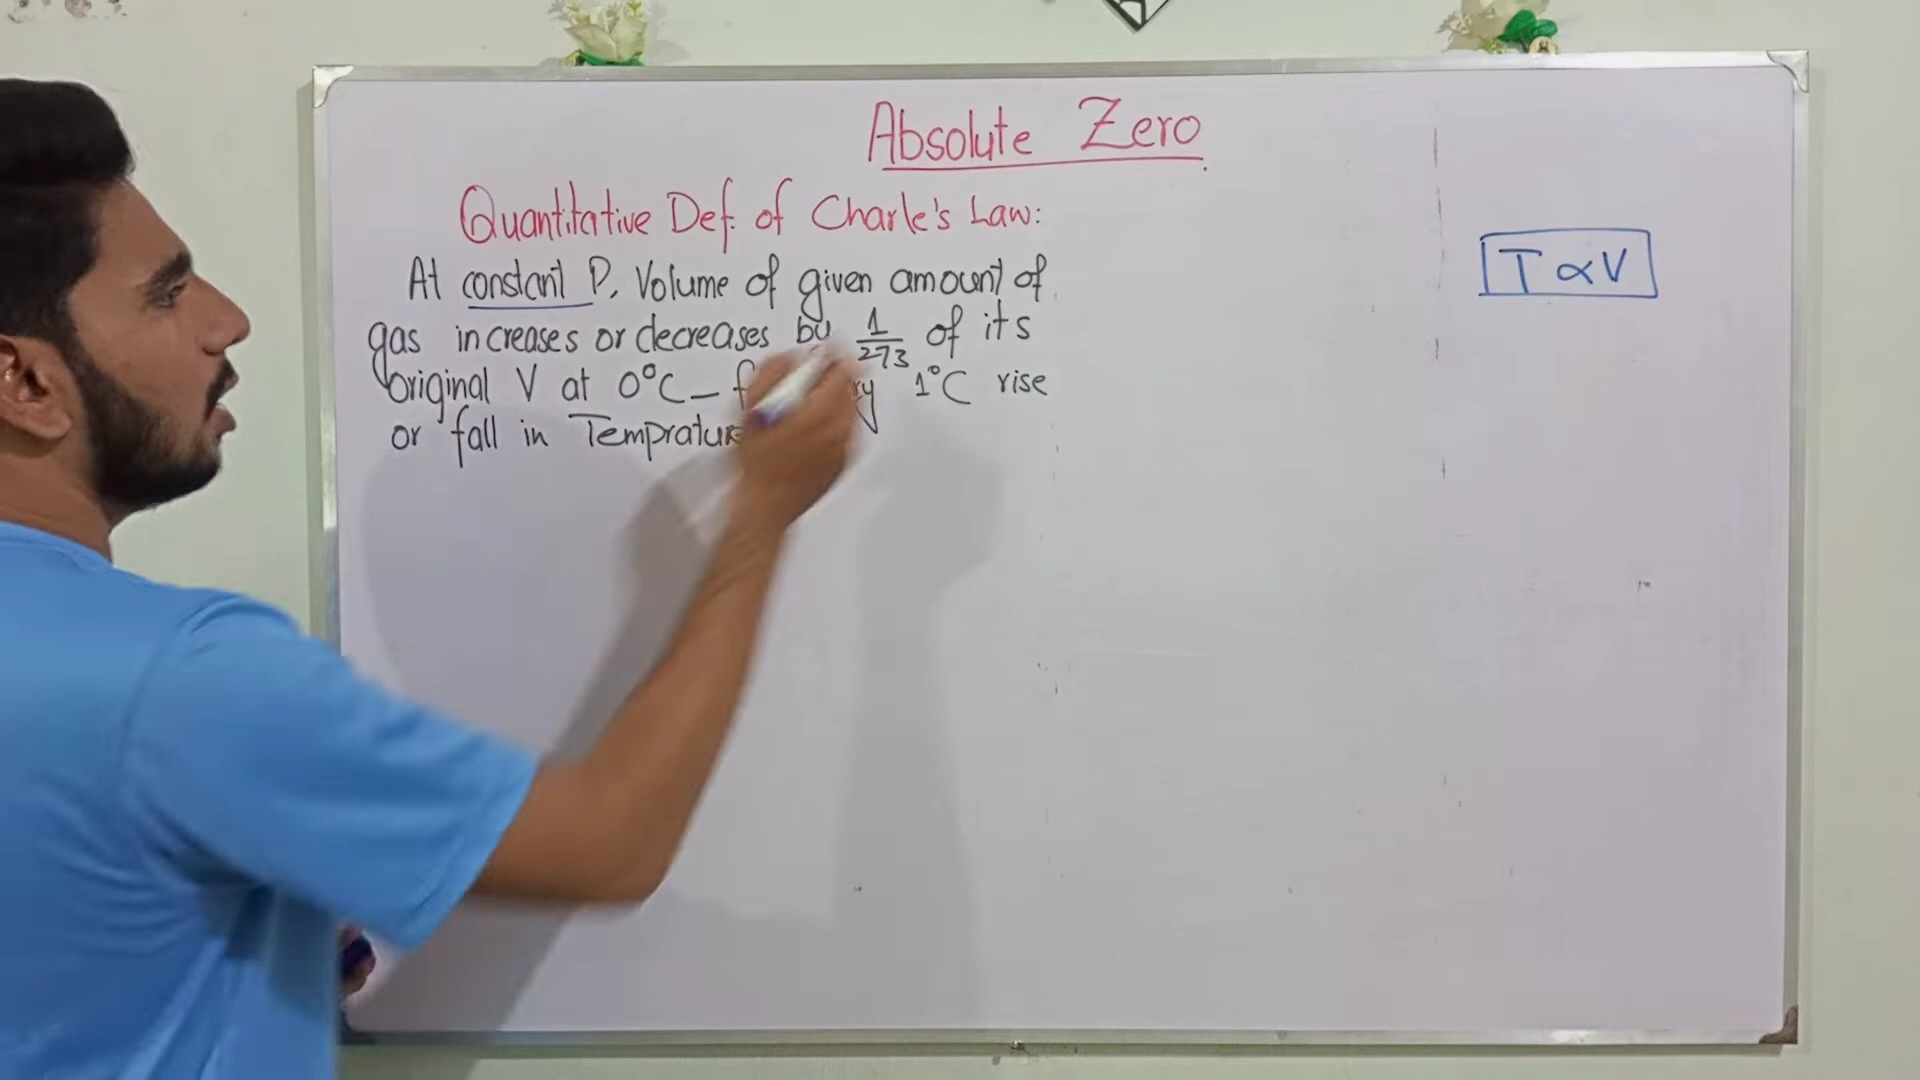 Absolute Zero
Quantitative Def. of Charle's Law:
At constant P, Volume of given amount of
gas increases or decreases by 1/273 of its
original V at 0°C – 1°C rise
or fall in Temprature
T ∝ V